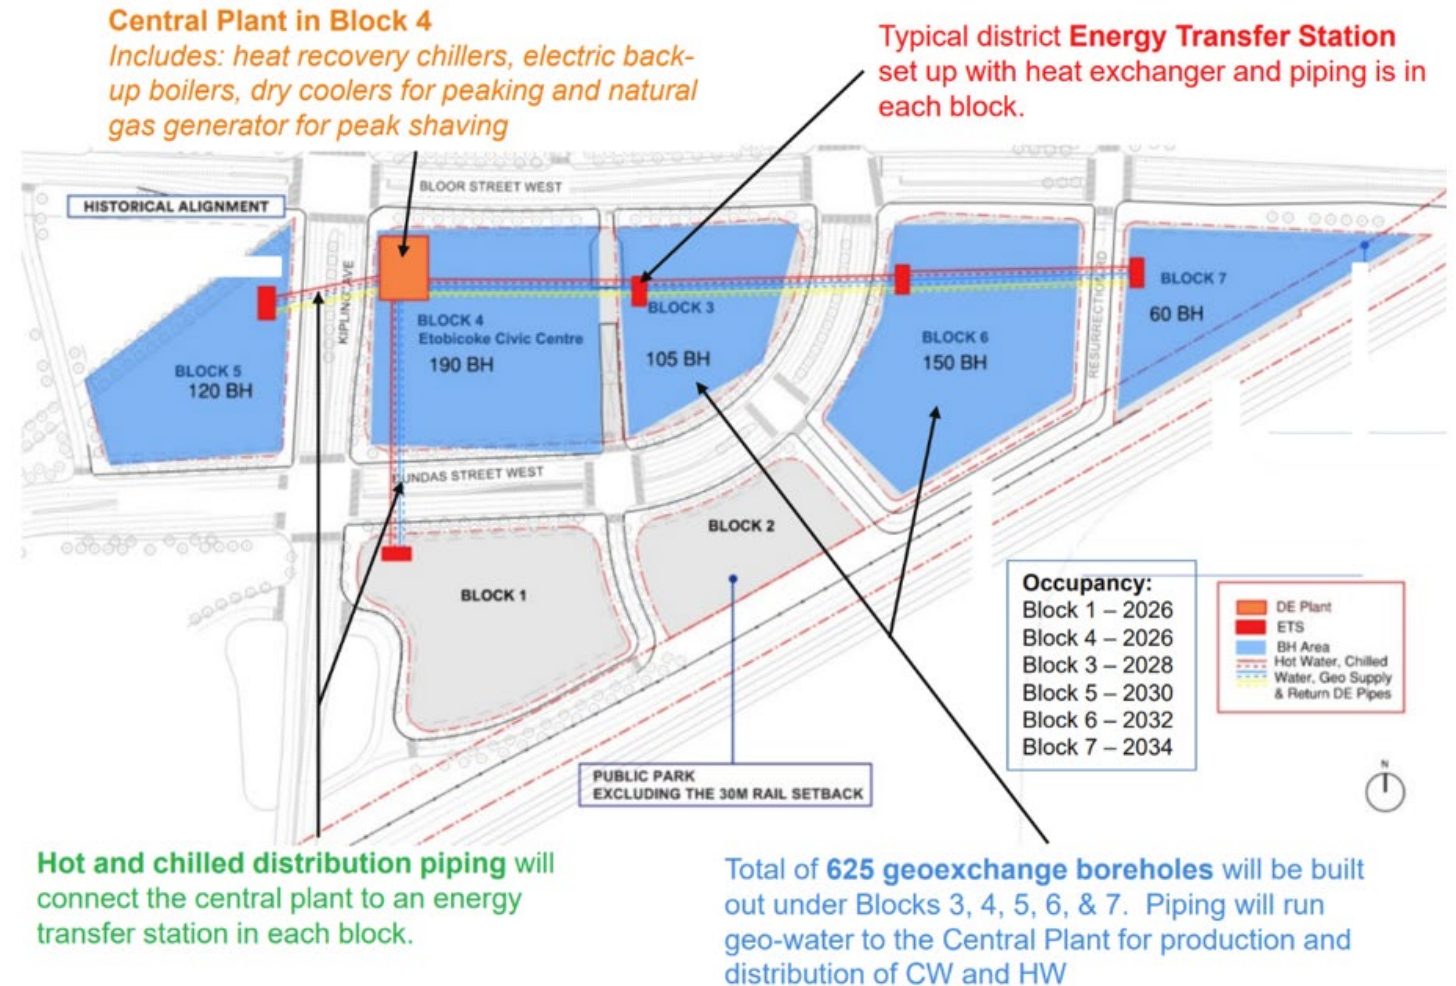 Central Plant in Block 4
Includes: heat recovery chillers, electric back-
up boilers, dry coolers for peaking and natural
gas generator for peak shaving
Typical district Energy Transfer Station
set up with heat exchanger and piping is in
each block.
BLOOR STREET WEST
HISTORICAL ALIGNMENT
KIPLING AVE
RESURRECTION RD
BLOCK 7
60 BH
BLOCK 3
105 BH
BLOCK 4
Etobicoke Civic Centre
190 BH
BLOCK 6
150 BH
BLOCK 5
120 BH
DUNDAS STREET WEST
BLOCK 2
BLOCK 1
Occupancy:
Block 1 – 2026
Block 4 – 2026
Block 3 – 2028
Block 5 – 2030
Block 6 – 2032
Block 7 – 2034
DE Plant
ETS
BH Area
Hot Water, Chilled
Water, Geo Supply
& Return DE Pipes
N
PUBLIC PARK
EXCLUDING THE 30M RAIL SETBACK
Hot and chilled distribution piping will
connect the central plant to an energy
transfer station in each block.
Total of 625 geoexchange boreholes will be built
out under Blocks 3, 4, 5, 6, & 7. Piping will run
geo-water to the Central Plant for production and
distribution of CW and HW